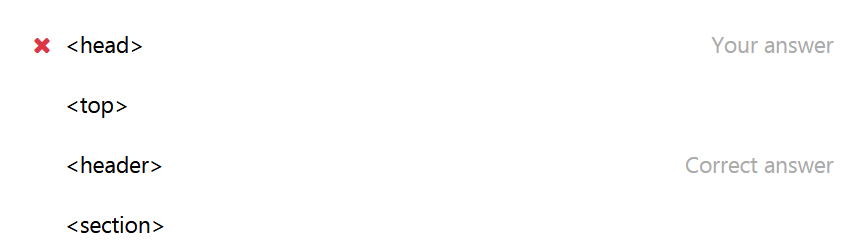 <head> Your answer
<top>
<header> Correct answer
<section>